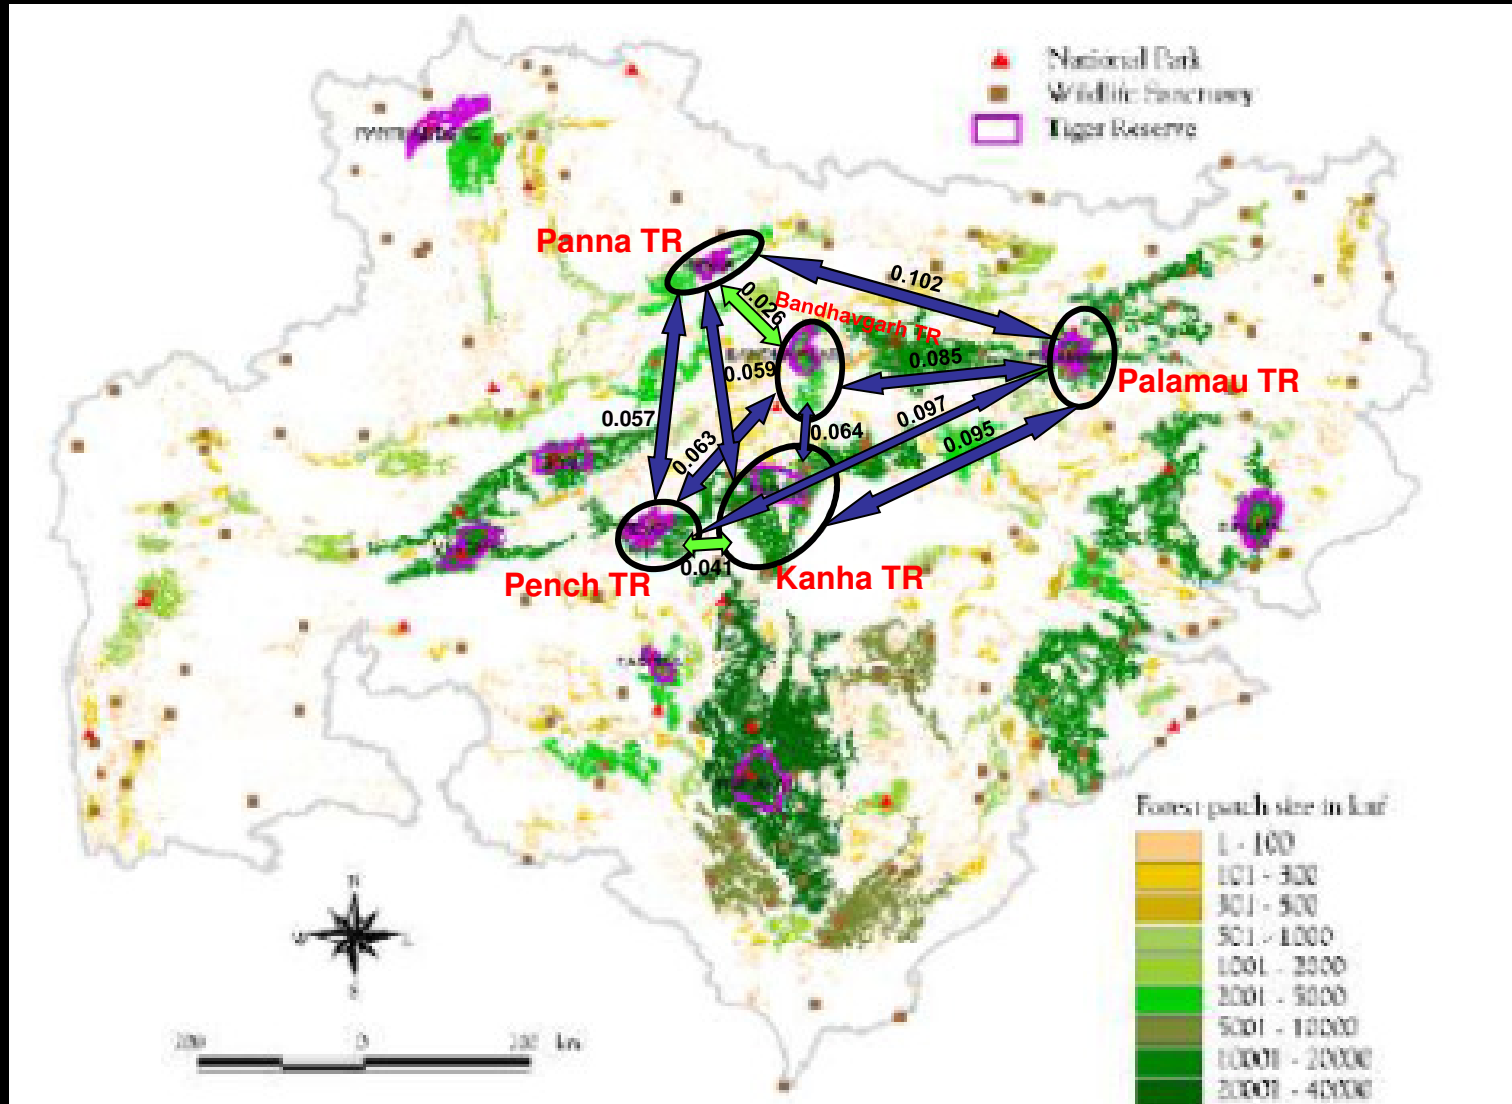 National Park
Wildlife Sanctuary
Tiger Reserve
Panna TR
0.102
0.026
Bandhavgarh TR
0.059
0.085
Palamau TR
0.057
0.097
0.064
0.063
0.095
0.041
Pench TR
Kanha TR
Forest patch size in km²
1 - 100
101 - 300
301 - 500
501 - 1000
1001 - 2000
2001 - 5000
5001 - 10000
10001 - 20000
20001 - 40000
N
S
0
km